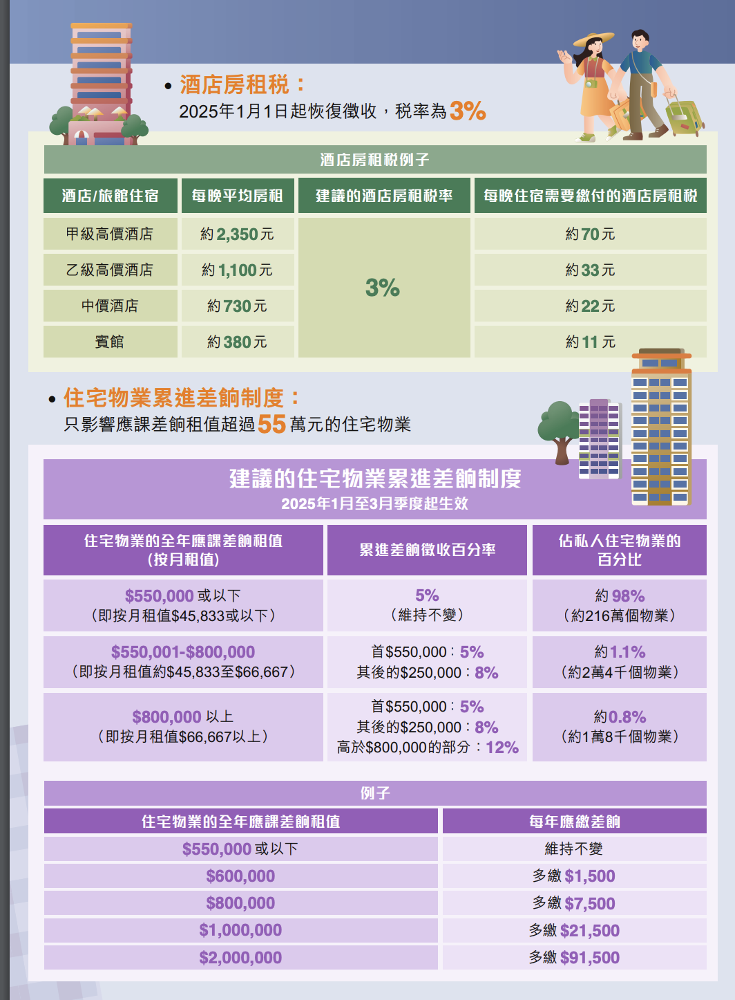 • 酒店房租稅：
2025年1月1日起恢復徵收，稅率為3%
酒店房租稅例子
酒店/旅館住宿 每晚平均房租 建議的酒店房租稅率 每晚住宿需要繳付的酒店房租稅
甲級高價酒店 約2,350元 約70元
乙級高價酒店 約1,100元 約33元
3%
中價酒店 約730元 約22元
賓館 約380元 約11元
• 住宅物業累進差餉制度：
只影響應課差餉租值超過55萬元的住宅物業
建議的住宅物業累進差餉制度
2025年1月至3月季度起生效
住宅物業的全年應課差餉租值
(按月租值)
累進差餉徵收百分率
佔私人住宅物業的
百分比
$550,000或以下
（即按月租值$45,833或以下）
5%
（維持不變）
約98%
（約216萬個物業）
$550,001-$800,000
（即按月租值約$45,833至$66,667）
首$550,000：5%
其後的$250,000：8%
約1.1%
（約2萬4千個物業）
$800,000以上
（即按月租值$66,667以上）
首$550,000：5%
其後的$250,000：8%
高於$800,000的部分：12%
約0.8%
（約1萬8千個物業）
例子
住宅物業的全年應課差餉租值 每年應繳差餉
$550,000或以下 維持不變
$600,000 多繳$1,500
$800,000 多繳$7,500
$1,000,000 多繳$21,500
$2,000,000 多繳$91,500